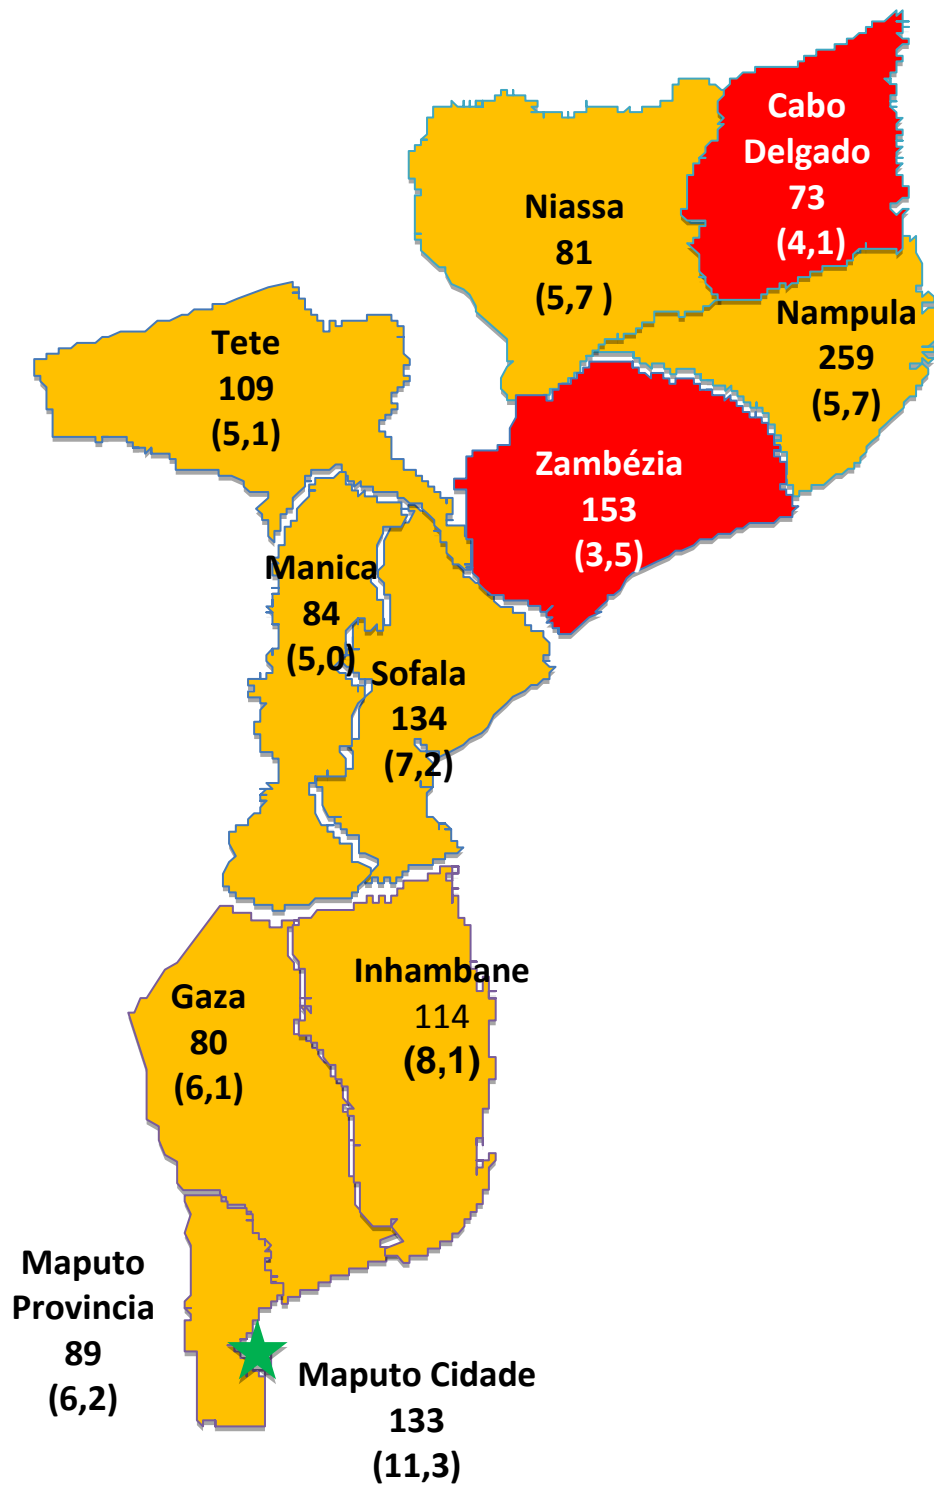 Cabo
Delgado
73
(4,1)
Niassa
81
(5,7 )
Nampula
259
(5,7)
Tete
109
(5,1)
Zambézia
153
(3,5)
Manica
84
(5,0)
Sofala
134
(7,2)
Inhambane
114
(8,1)
Gaza
80
(6,1)
Maputo
Provincia
89
(6,2)
Maputo Cidade
133
(11,3)